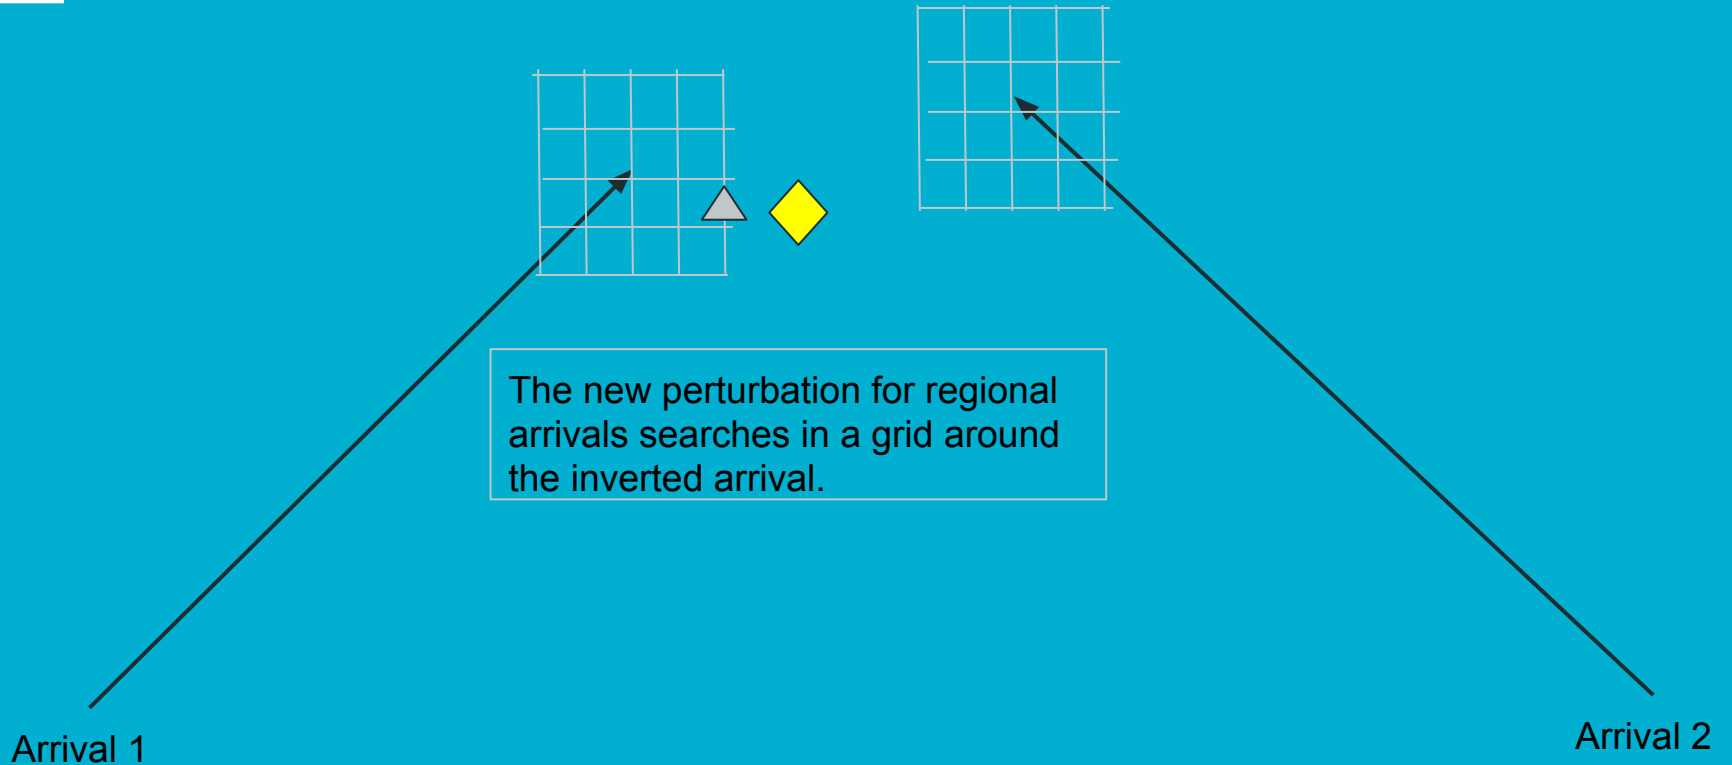 The new perturbation for regional
arrivals searches in a grid around
the inverted arrival.
Arrival 1
Arrival 2